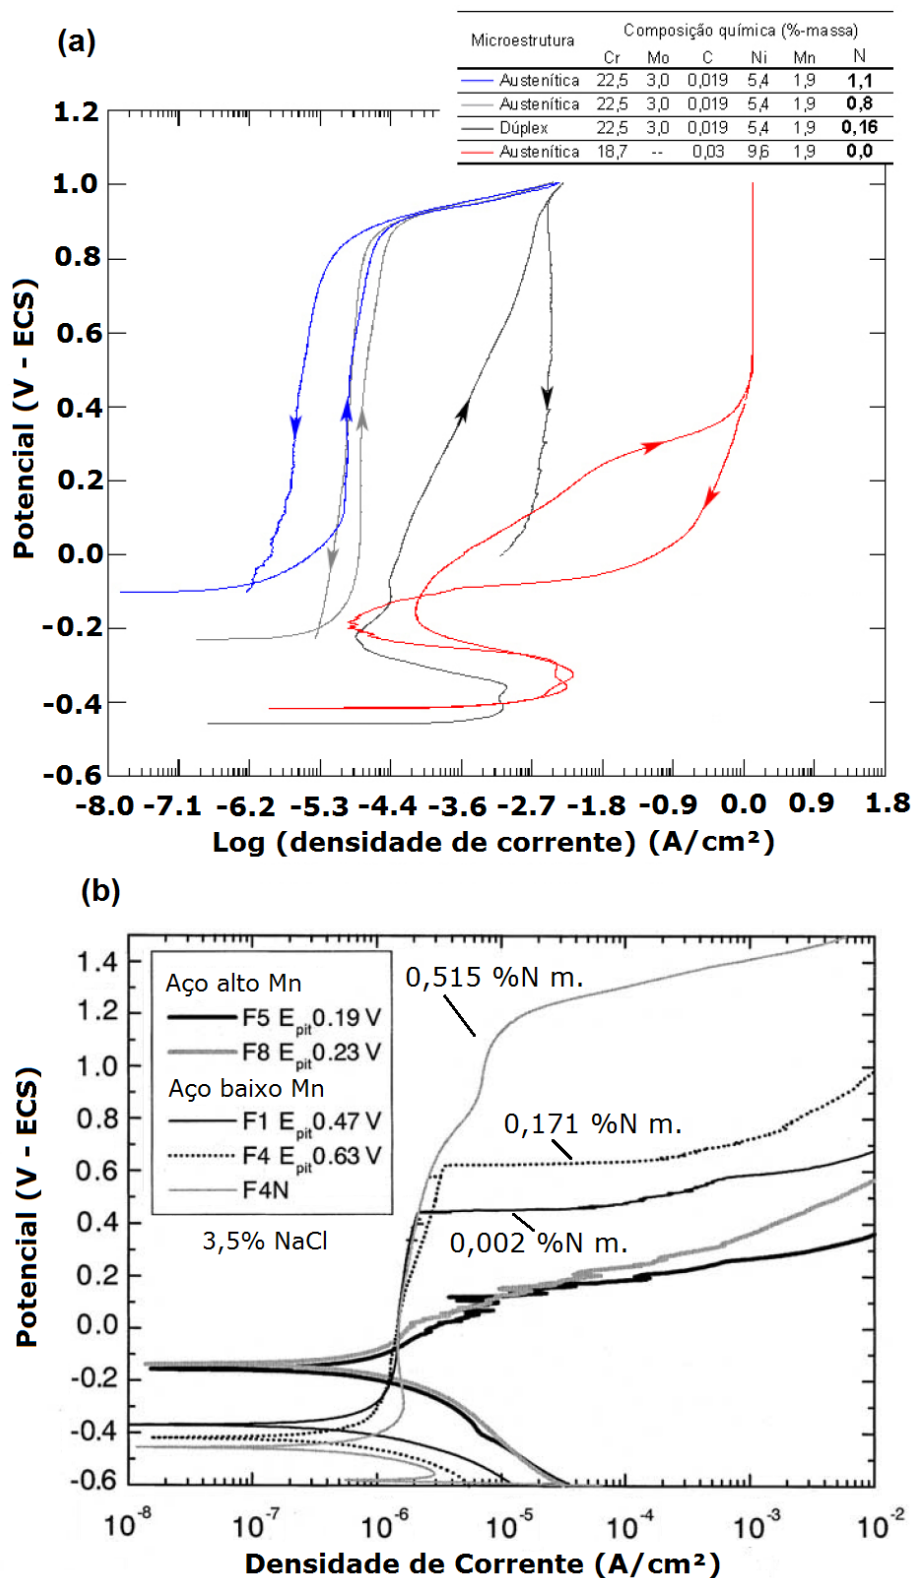 (a)
Microestrutura Composição química (%-massa)
Cr Mo C Ni Mn N
Austenítica 22,5 3,0 0,019 5,4 1,9 1,1
Austenítica 22,5 3,0 0,019 5,4 1,9 0,8
Dúplex 22,5 3,0 0,019 5,4 1,9 0,16
Austenítica 18,7 -- 0,03 9,6 1,9 0,0
Potencial (V - ECS)
1.2
1.0
0.8
0.6
0.4
0.2
0.0
-0.2
-0.4
-0.6
-8.0 -7.1 -6.2 -5.3 -4.4 -3.6 -2.7 -1.8 -0.9 0.0 0.9 1.8
Log (densidade de corrente) (A/cm²)
(b)
Potencial (V - ECS)
1.4
1.2
1.0
0.8
0.6
0.4
0.2
0.0
-0.2
-0.4
-0.6
Aço alto Mn
F5 Epit 0.19 V
F8 Epit 0.23 V
Aço baixo Mn
F1 Epit 0.47 V
F4 Epit 0.63 V
F4N
3,5% NaCl
0,515 %N m.
0,171 %N m.
0,002 %N m.
10⁻⁸ 10⁻⁷ 10⁻⁶ 10⁻⁵ 10⁻⁴ 10⁻³ 10⁻²
Densidade de Corrente (A/cm²)